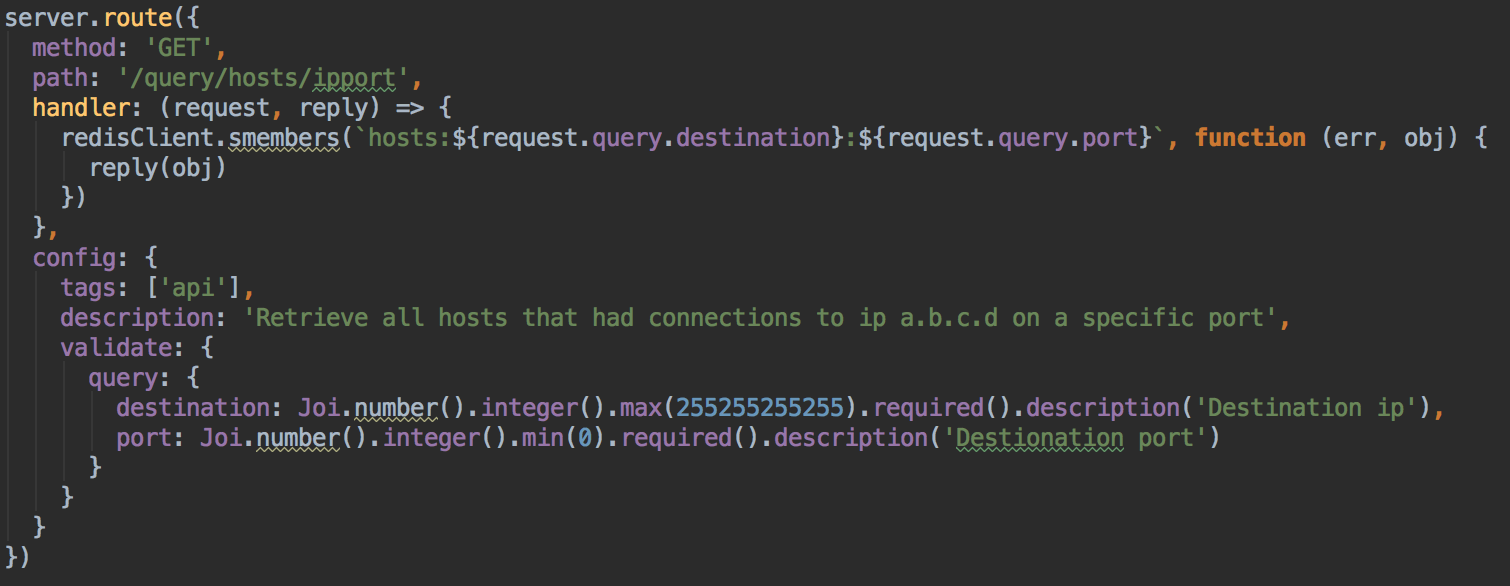 server.route({
  method: 'GET',
  path: '/query/hosts/ipport',
  handler: (request, reply) => {
    redisClient.smembers(`hosts:${request.query.destination}:${request.query.port}`, function (err, obj) {
      reply(obj)
    })
  },
  config: {
    tags: ['api'],
    description: 'Retrieve all hosts that had connections to ip a.b.c.d on a specific port',
    validate: {
      query: {
        destination: Joi.number().integer().max(255255255255).required().description('Destination ip'),
        port: Joi.number().integer().min(0).required().description('Destionation port')
      }
    }
  }
})